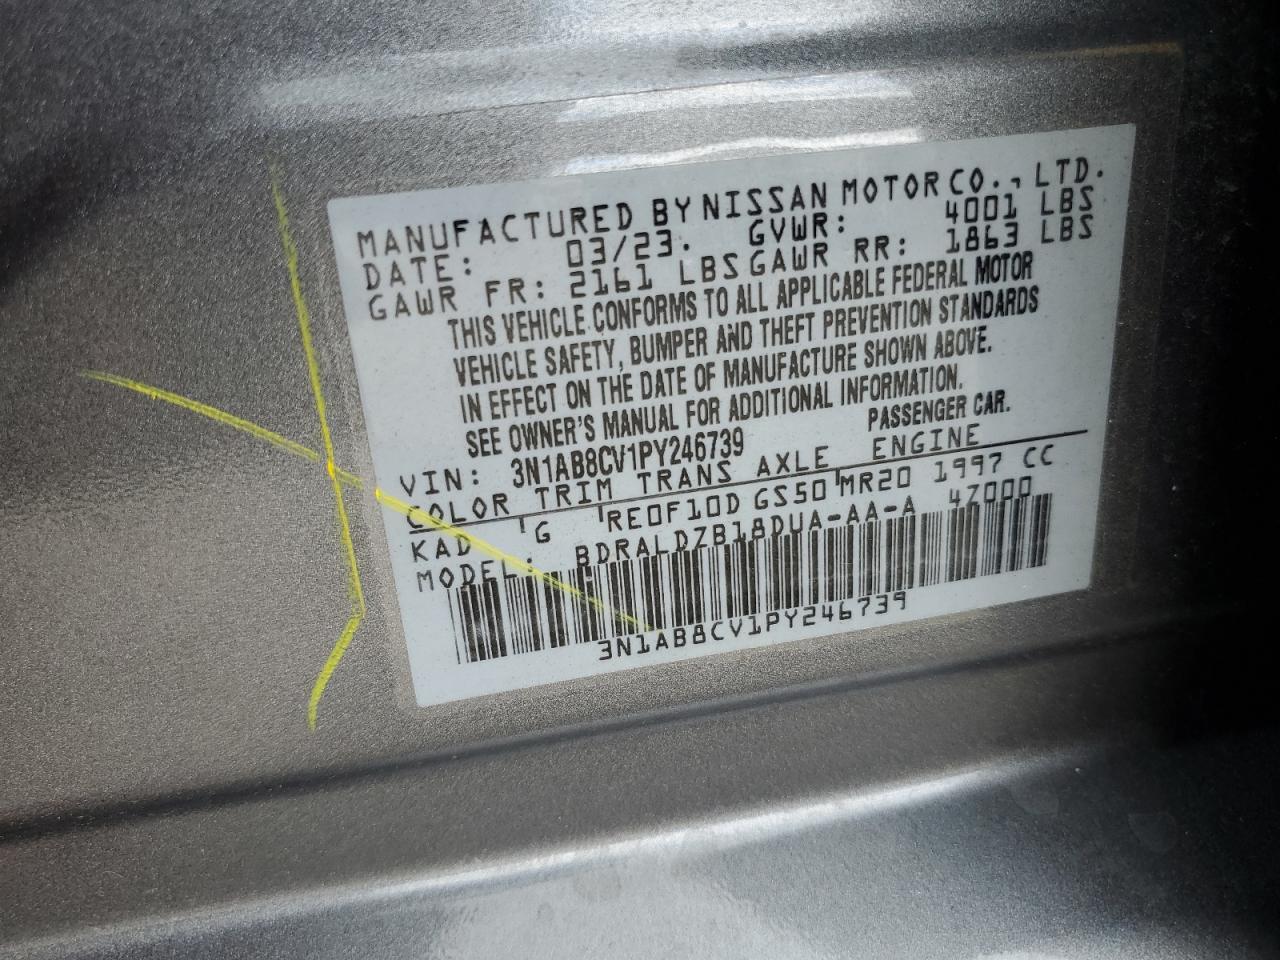 MANUFACTURED BY NISSAN MOTOR CO., LTD.
DATE: 03/23. GVWR: 4001 LBS
GAWR FR: 2161 LBS GAWR RR: 1863 LBS
THIS VEHICLE CONFORMS TO ALL APPLICABLE FEDERAL MOTOR
VEHICLE SAFETY, BUMPER AND THEFT PREVENTION STANDARDS
IN EFFECT ON THE DATE OF MANUFACTURE SHOWN ABOVE.
SEE OWNER'S MANUAL FOR ADDITIONAL INFORMATION.
VIN: 3N1AB8CV1PY246739 PASSENGER CAR.
COLOR TRIM TRANS AXLE ENGINE
KAD G RE0F10D GS50 MR20 1997 CC
MODEL: BDRALDZB18DUA-AA-A 4Z000
3N1AB8CV1PY246739